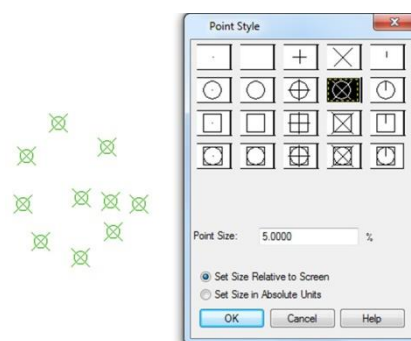 Point Style
Point Size: 5.0000 %
Set Size Relative to Screen
Set Size in Absolute Units
OK Cancel Help